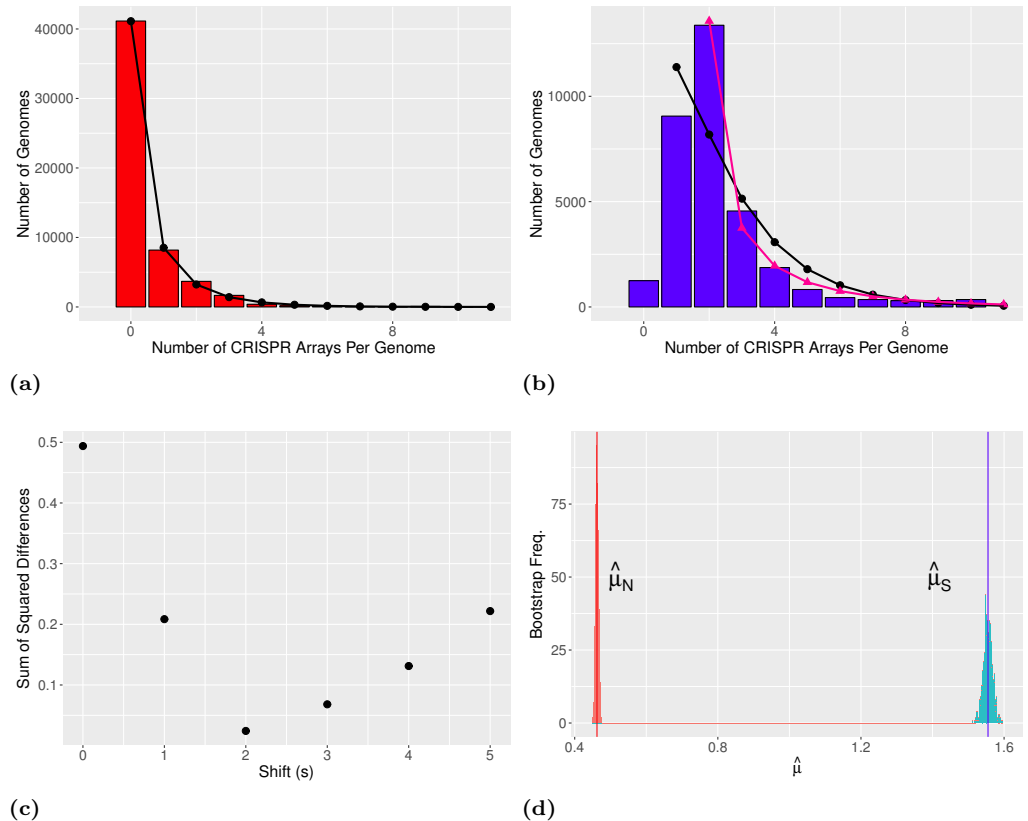 40000
30000
20000
10000
0
Number of Genomes
0 4 8
Number of CRISPR Arrays Per Genome
(a)
10000
5000
0
Number of Genomes
0 4 8
Number of CRISPR Arrays Per Genome
(b)
0.5
0.4
0.3
0.2
0.1
Sum of Squared Differences
0 1 2 3 4 5
Shift (s)
(c)
75
50
25
0
Bootstrap Freq.
μ̂N
μ̂S
0.4 0.8 1.2 1.6
μ̂
(d)